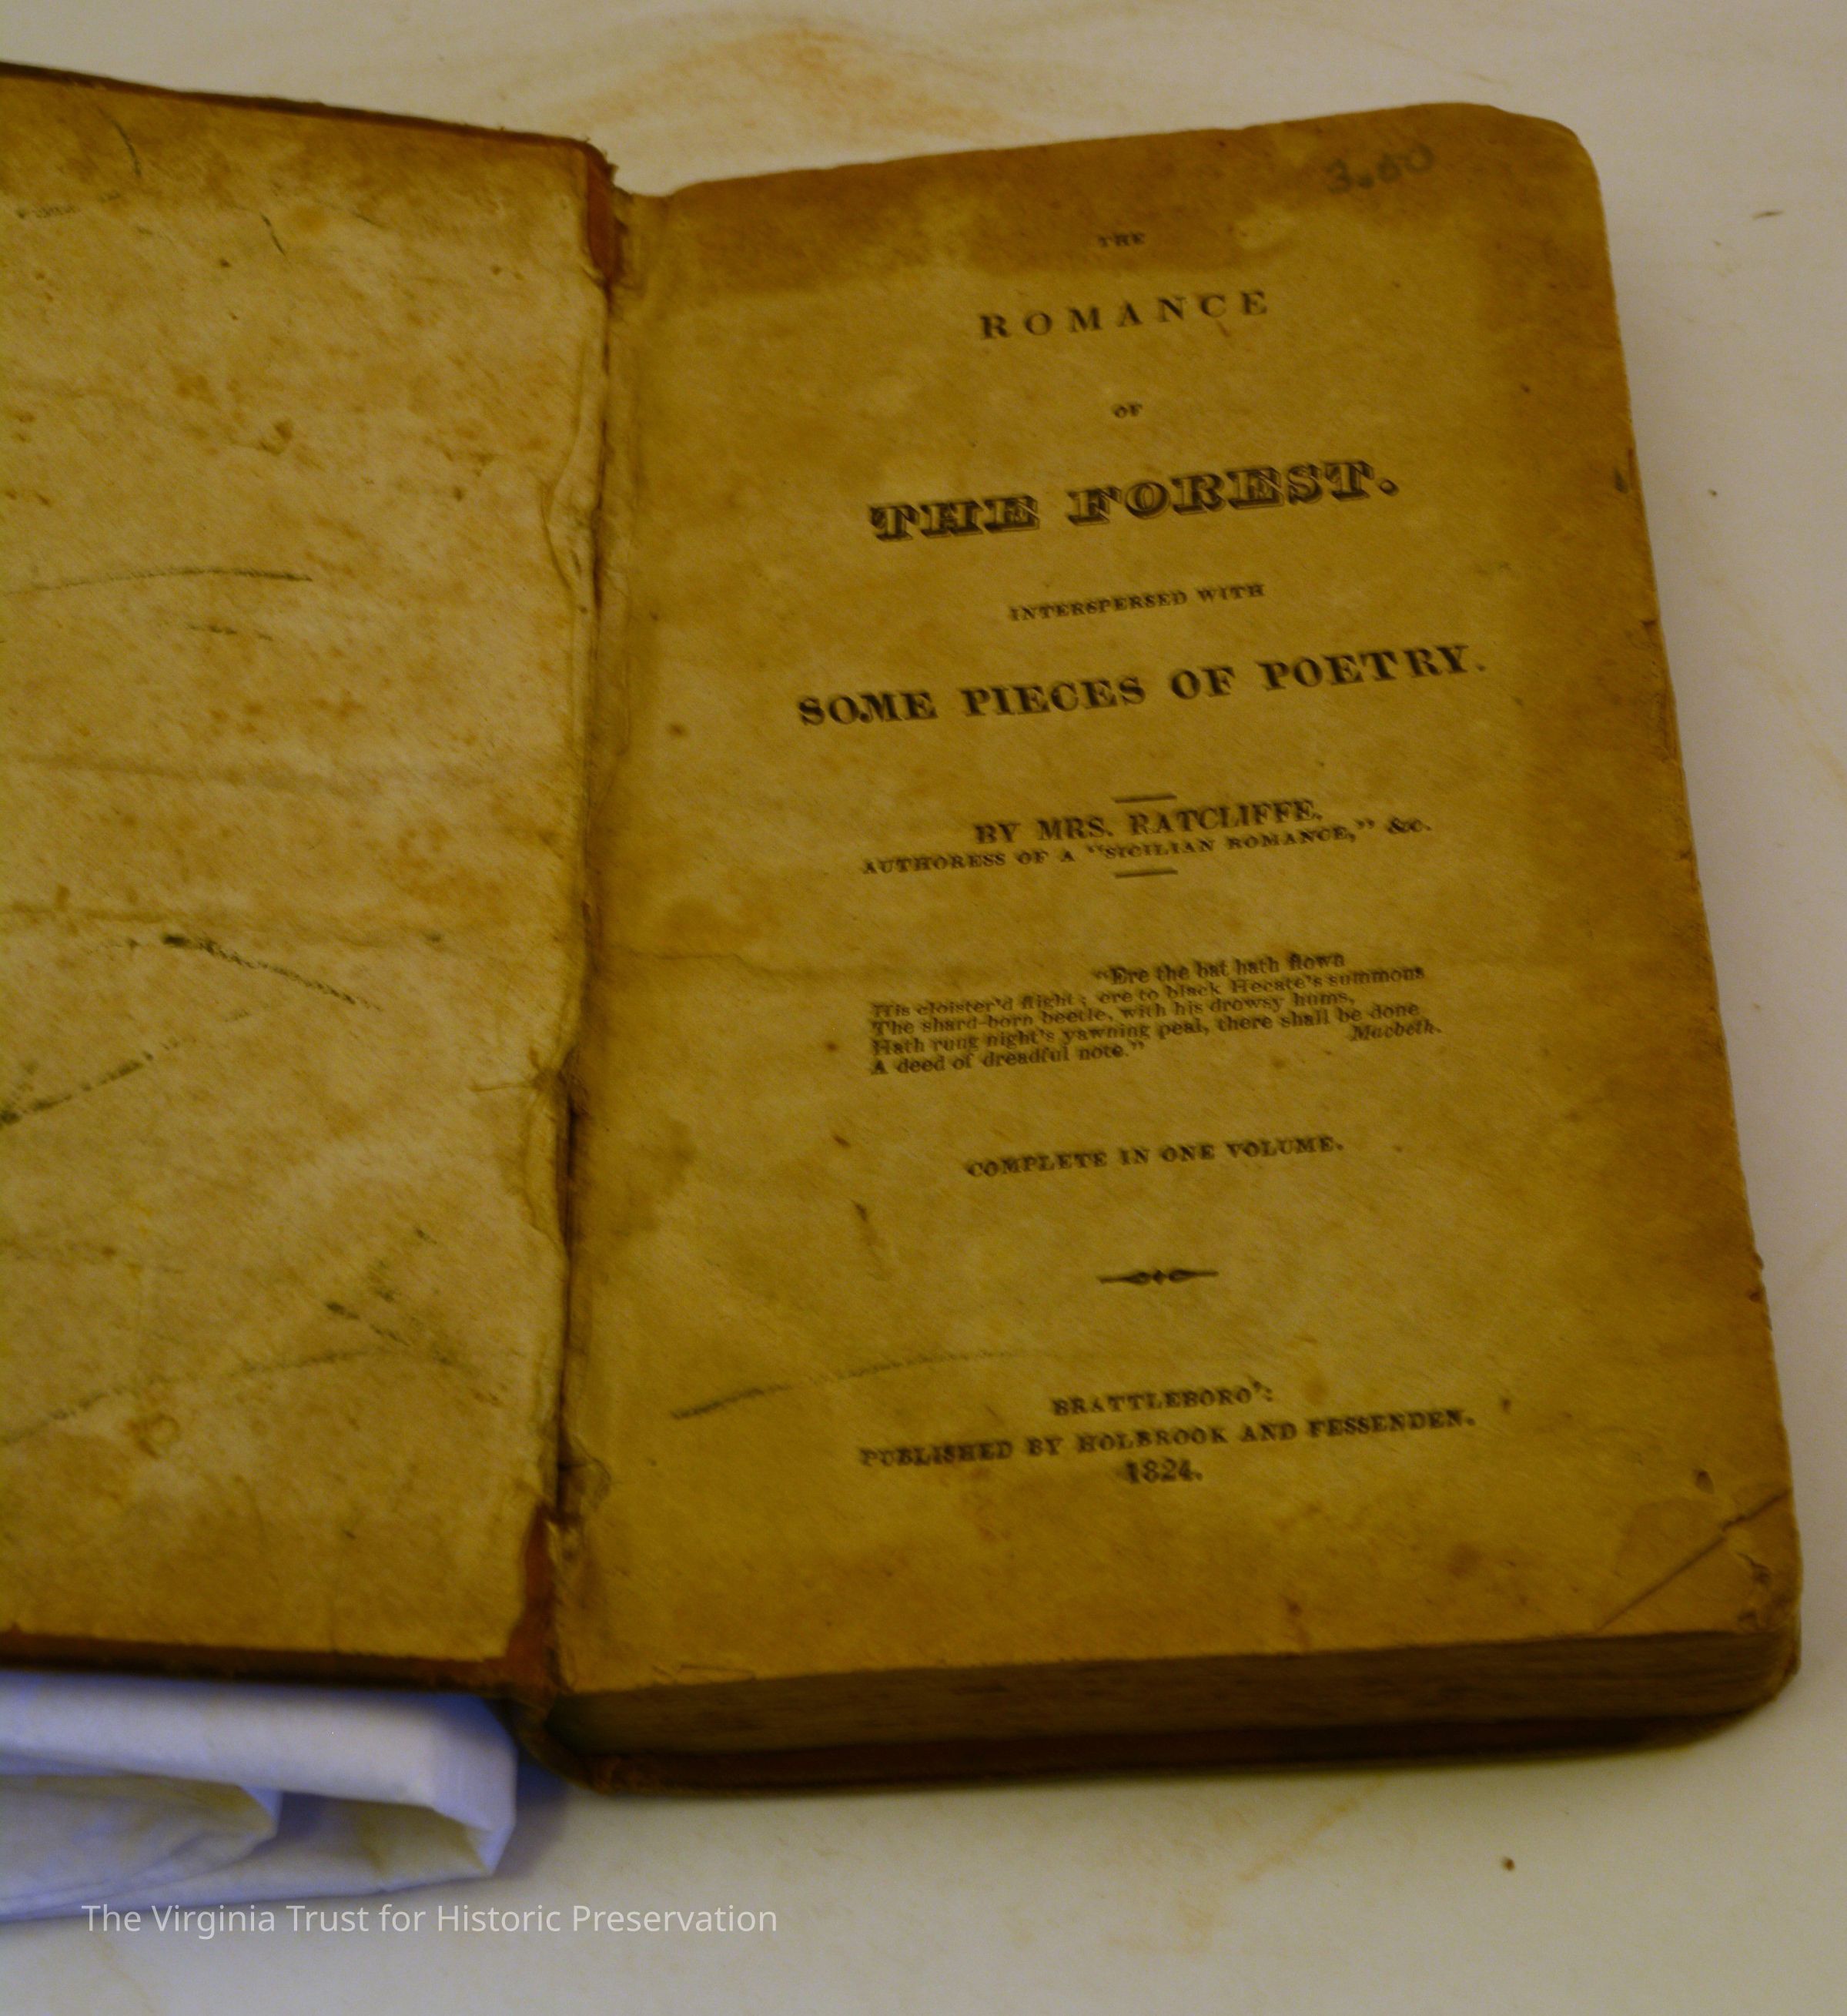 3.50
THE
ROMANCE
OF
THE FOREST.
INTERSPERSED WITH
SOME PIECES OF POETRY.
BY MRS. RATCLIFFE,
AUTHORESS OF A "SICILIAN ROMANCE," &c.
"Ere the bat hath flown
His cloister'd flight; ere to black Hecate's summons
The shard-born beetle, with his drowsy hums,
Hath rung night's yawning peal, there shall be done
A deed of dreadful note."
Macbeth.
COMPLETE IN ONE VOLUME.
BRATTLEBORO':
PUBLISHED BY HOLBROOK AND FESSENDEN.
1824.
The Virginia Trust for Historic Preservation